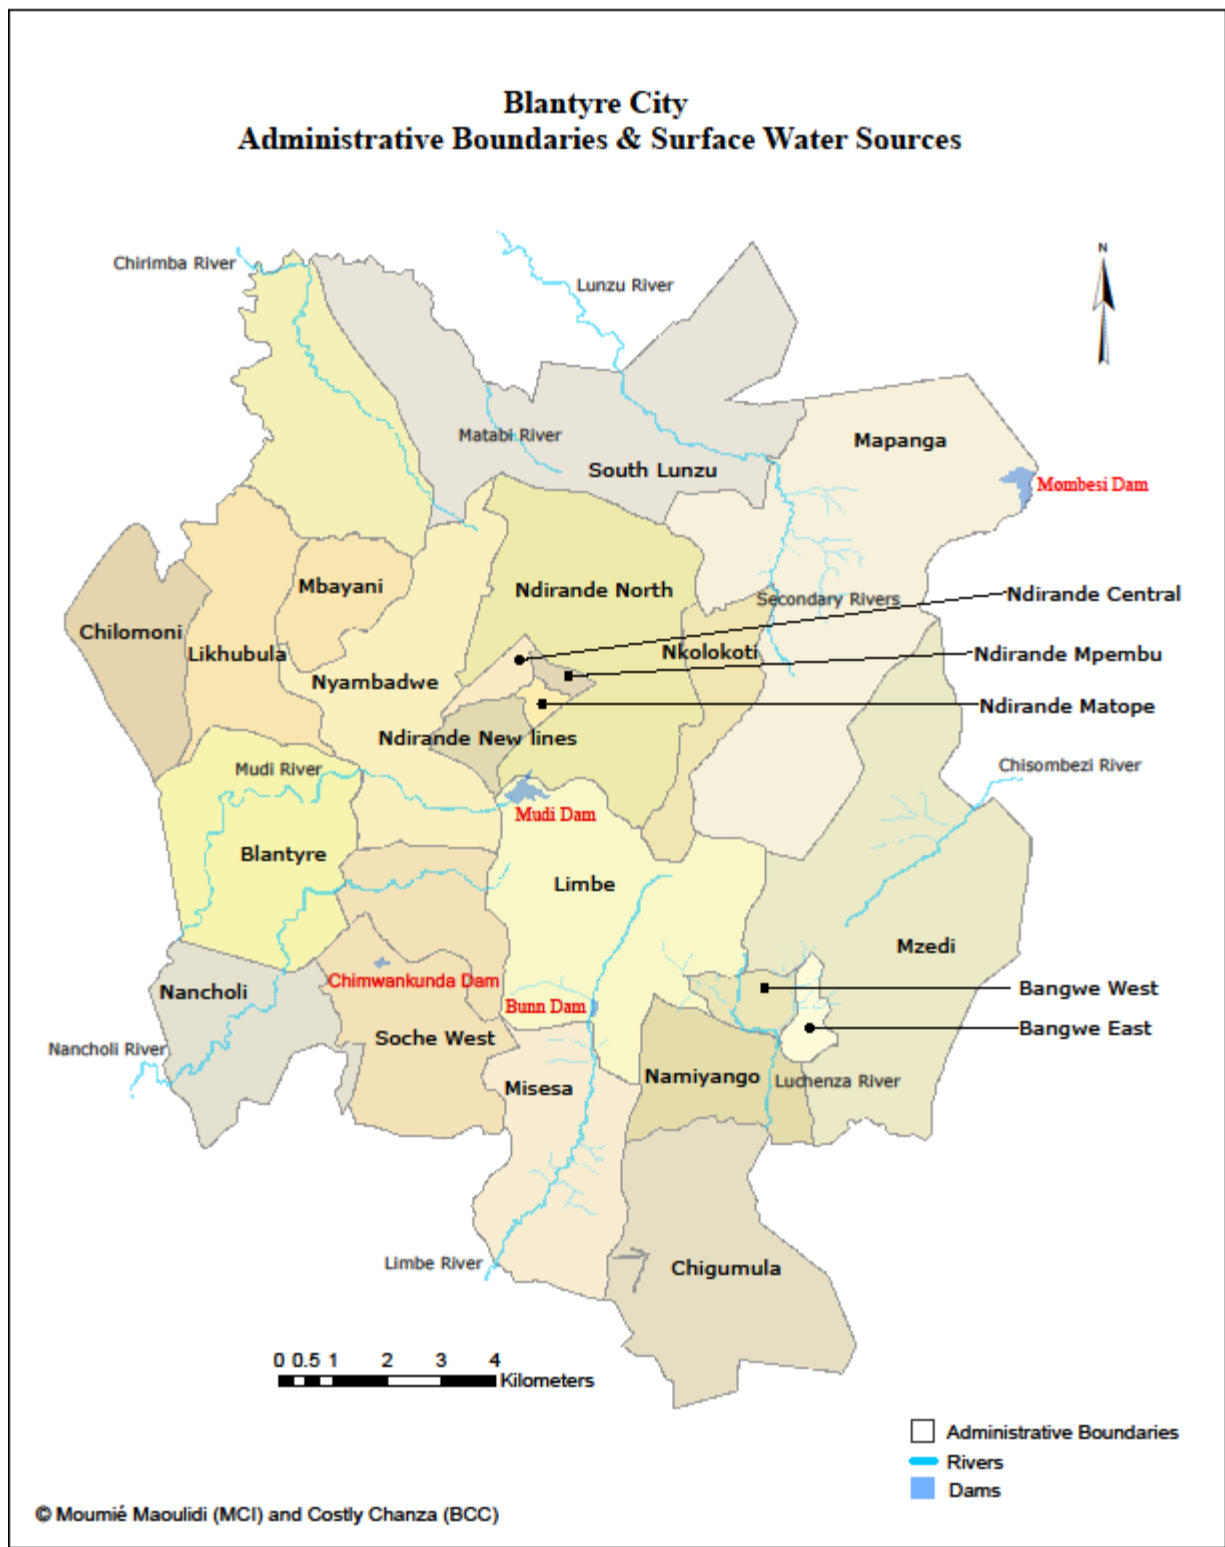 Blantyre City
Administrative Boundaries & Surface Water Sources
N
Chirimba River
Lunzu River
Matabi River
South Lunzu
Mapanga
Mombesi Dam
Mbayani
Ndirande North
Secondary Rivers
Ndirande Central
Chilomoni
Likhubula
Nkolokoti
Ndirande Mpembu
Nyambadwe
Ndirande Matope
Ndirande New lines
Mudi River
Chisombezi River
Mudi Dam
Blantyre
Limbe
Mzedi
Chimwankunda Dam
Nancholi
Bangwe West
Bunn Dam
Bangwe East
Soche West
Nancholi River
Namiyango
Luchenza River
Misesa
Limbe River
Chigumula
0 0.5 1 2 3 4
Kilometers
Administrative Boundaries
Rivers
Dams
© Moumié Maoulidi (MCI) and Costly Chanza (BCC)